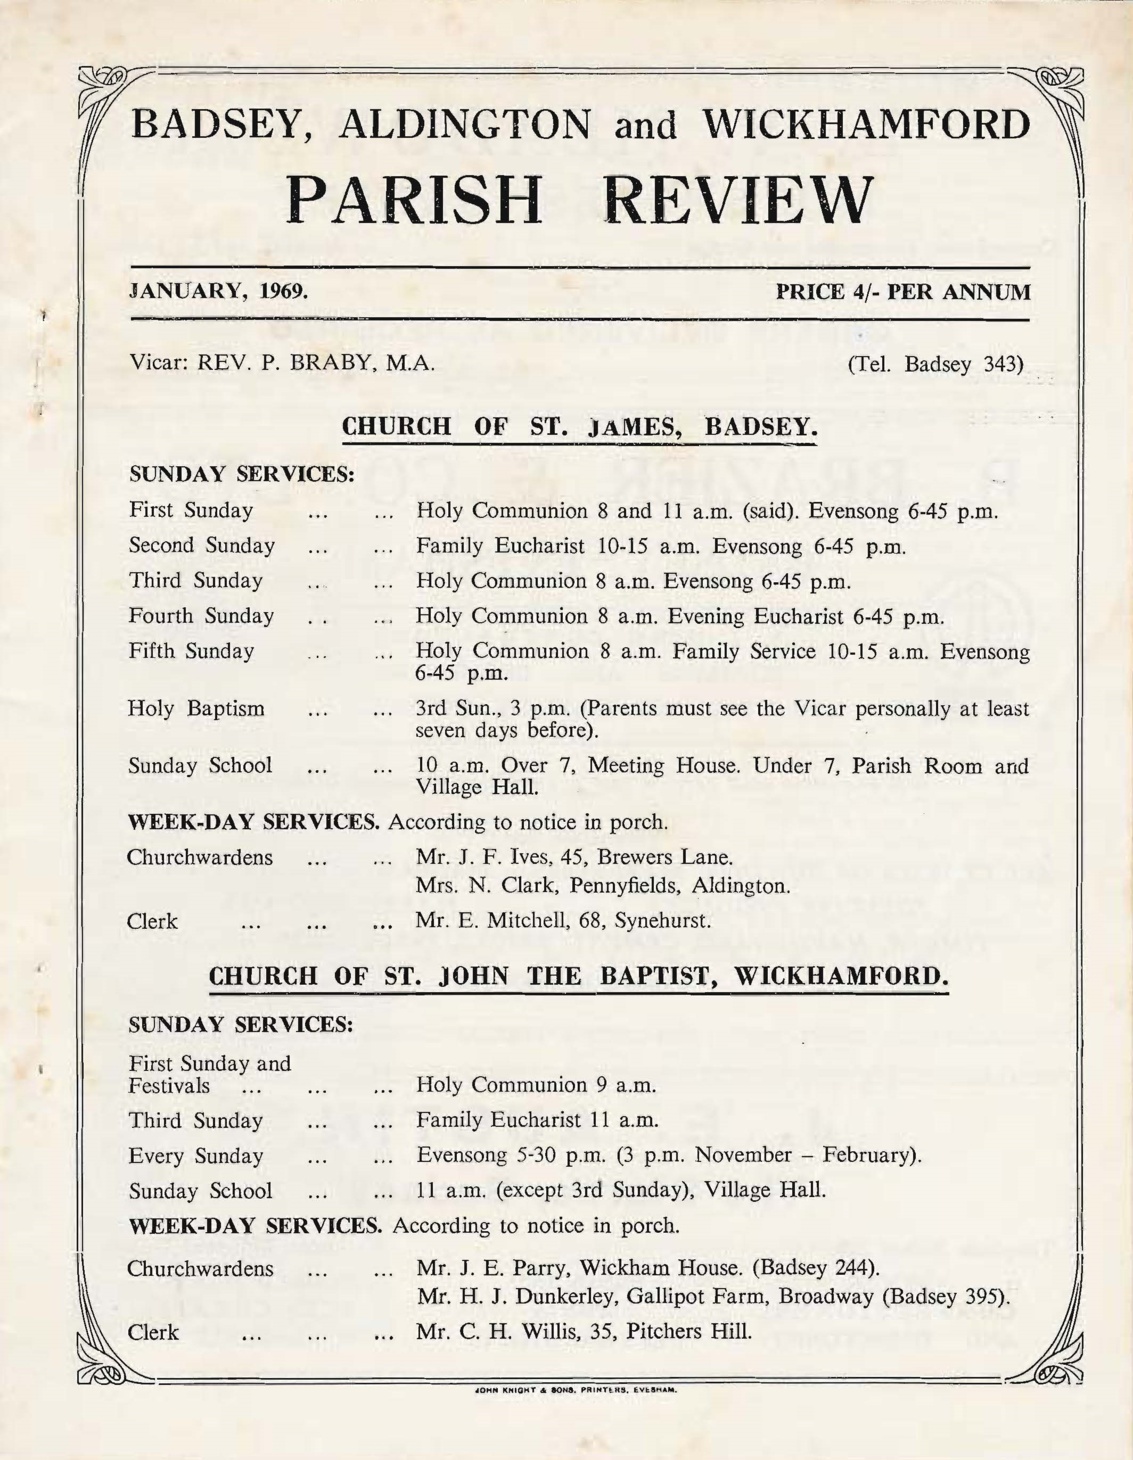 BADSEY, ALDINGTON and WICKHAMFORD
PARISH REVIEW
JANUARY, 1969. PRICE 4/- PER ANNUM
Vicar: REV. P. BRABY, M.A. (Tel. Badsey 343)
CHURCH OF ST. JAMES, BADSEY.
SUNDAY SERVICES:
First Sunday ... ... Holy Communion 8 and 11 a.m. (said). Evensong 6-45 p.m.
Second Sunday ... ... Family Eucharist 10-15 a.m. Evensong 6-45 p.m.
Third Sunday ... ... Holy Communion 8 a.m. Evensong 6-45 p.m.
Fourth Sunday . . ... Holy Communion 8 a.m. Evening Eucharist 6-45 p.m.
Fifth Sunday ... ... Holy Communion 8 a.m. Family Service 10-15 a.m. Evensong
6-45 p.m.
Holy Baptism ... ... 3rd Sun., 3 p.m. (Parents must see the Vicar personally at least
seven days before).
Sunday School ... ... 10 a.m. Over 7, Meeting House. Under 7, Parish Room and
Village Hall.
WEEK-DAY SERVICES. According to notice in porch.
Churchwardens ... ... Mr. J. F. Ives, 45, Brewers Lane.
Mrs. N. Clark, Pennyfields, Aldington.
Clerk ... ... ... Mr. E. Mitchell, 68, Synehurst.
CHURCH OF ST. JOHN THE BAPTIST, WICKHAMFORD.
SUNDAY SERVICES:
First Sunday and
Festivals ... ... ... Holy Communion 9 a.m.
Third Sunday ... ... Family Eucharist 11 a.m.
Every Sunday ... ... Evensong 5-30 p.m. (3 p.m. November – February).
Sunday School ... ... 11 a.m. (except 3rd Sunday), Village Hall.
WEEK-DAY SERVICES. According to notice in porch.
Churchwardens ... ... Mr. J. E. Parry, Wickham House. (Badsey 244).
Mr. H. J. Dunkerley, Gallipot Farm, Broadway (Badsey 395).
Clerk ... ... ... Mr. C. H. Willis, 35, Pitchers Hill.
JOHN KNIGHT & SONS, PRINTERS, EVESHAM.